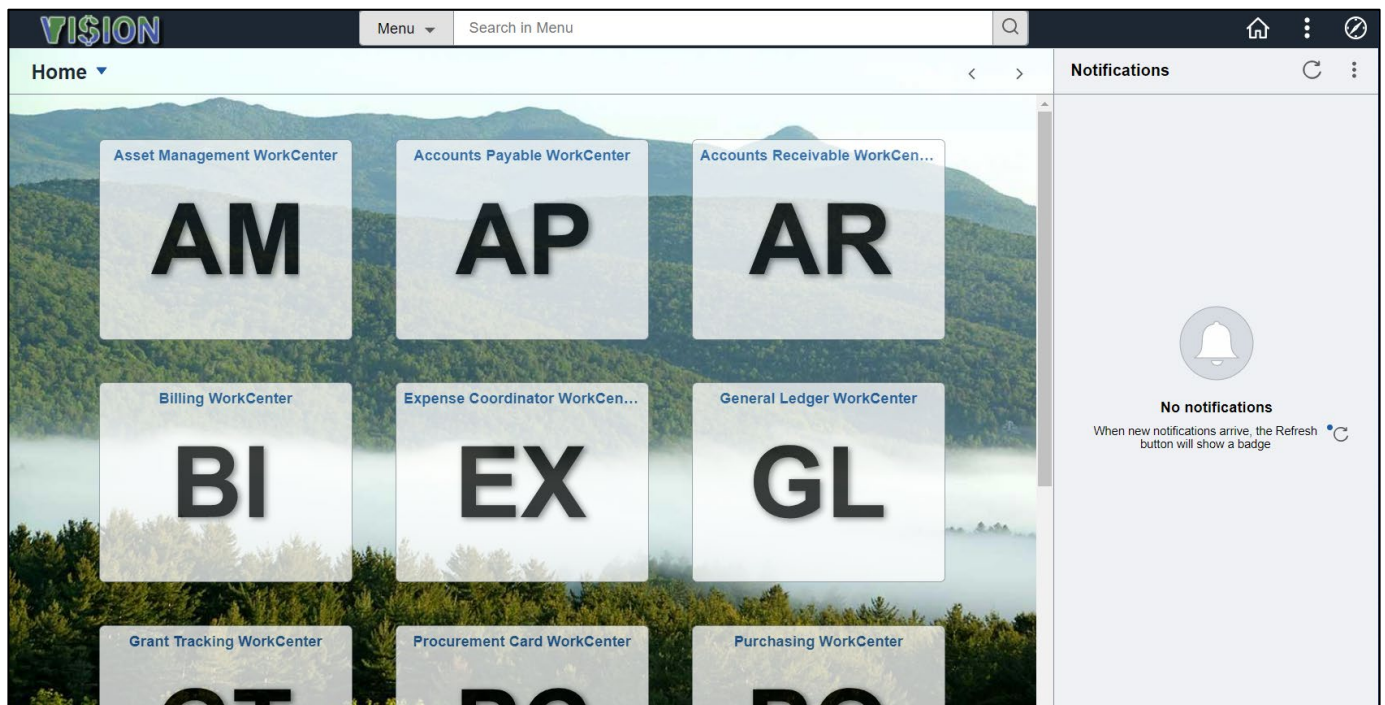 VISION
Menu
Search in Menu
Home
Notifications
Asset Management WorkCenter
Accounts Payable WorkCenter
Accounts Receivable WorkCen...
AM
AP
AR
Billing WorkCenter
Expense Coordinator WorkCen...
General Ledger WorkCenter
BI
EX
GL
Grant Tracking WorkCenter
Procurement Card WorkCenter
Purchasing WorkCenter
No notifications
When new notifications arrive, the Refresh
button will show a badge